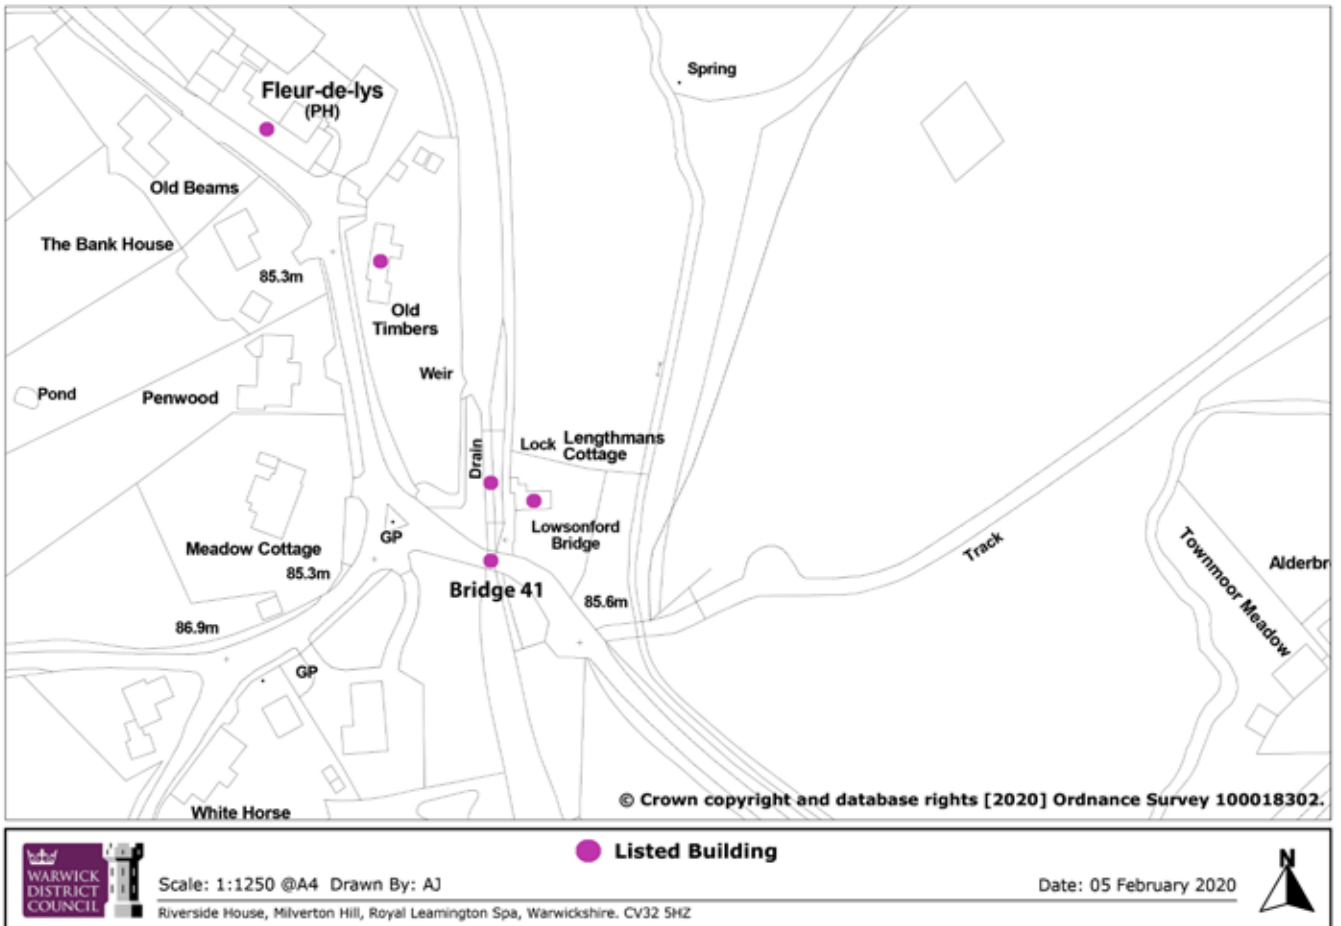 Spring
Fleur-de-lys
(PH)
Old Beams
The Bank House
85.3m
Old
Timbers
Weir
Pond
Penwood
Drain
Lock
Lengthmans
Cottage
Lowsonford
Bridge
GP
Meadow Cottage
85.3m
Bridge 41
85.6m
Track
Townmoor Meadow
Alderbr
86.9m
GP
White Horse
© Crown copyright and database rights [2020] Ordnance Survey 100018302.
WARWICK
DISTRICT
COUNCIL
Listed Building
Scale: 1:1250 @A4 Drawn By: AJ
Date: 05 February 2020
Riverside House, Milverton Hill, Royal Leamington Spa, Warwickshire. CV32 5HZ
N